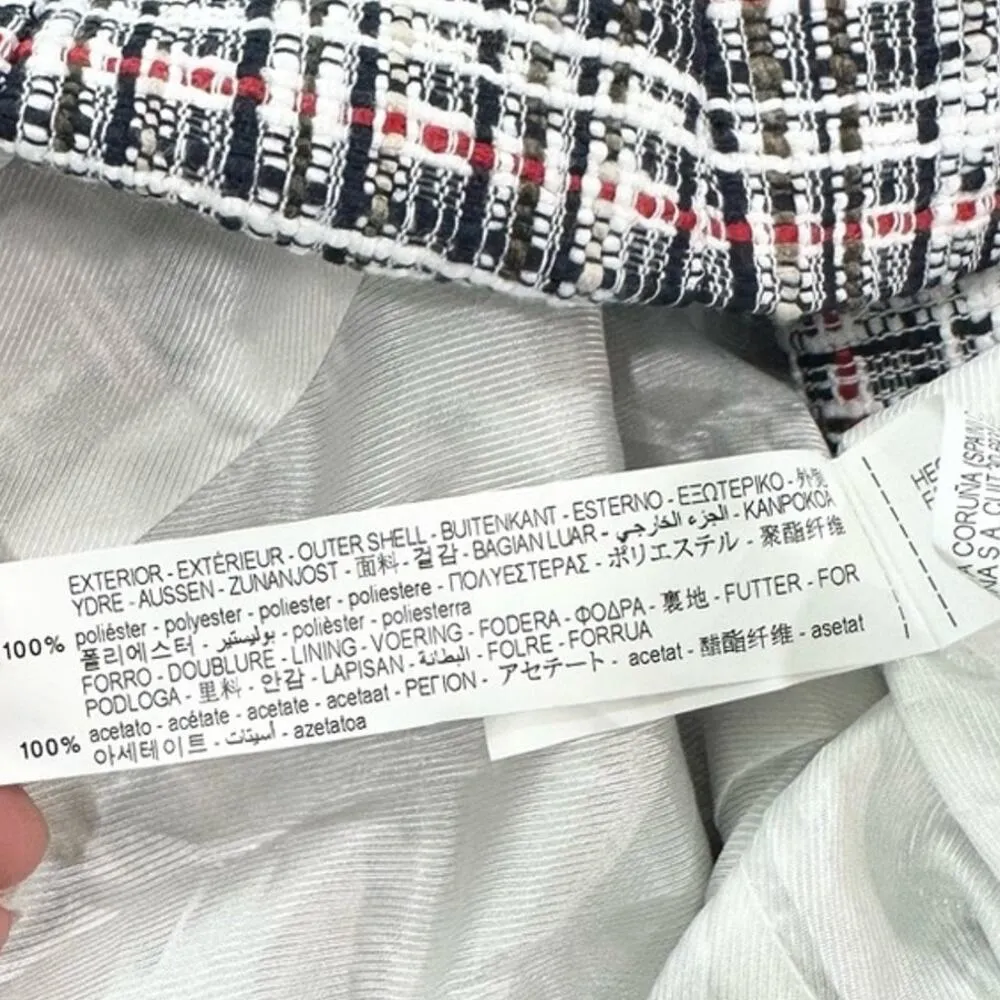 EXTERIOR - EXTÉRIEUR - OUTER SHELL - BUITENKANT - ESTERNO - ΕΞΩΤΕΡΙΚΟ - 外
YDRE - AUSSEN - ZUNANJOST - 面料 - 겉감 - BAGIAN LUAR - الجزء الخارجي - KANPOKOA
100% poliéster - polyester - poliester - poliestere - ΠΟΛΥΕΣΤΕΡΑΣ - ポリエステル - 聚酯纤维
폴리에스터 - بوليستير - polièster - poliesterra
FORRO - DOUBLURE - LINING - VOERING - FODERA - ΦΟΔΡΑ - 裏地 - FUTTER - FOR
PODLOGA - 里料 - 안감 - LAPISAN - البطانة - FOLRE - FORRUA
100% acetato - acétate - acetate - acetaat - ΡΕΓΙΟΝ - アセテート - acetat - 醋酯纤维 - asetat
아세테이트 - أسيتات - azetatoa
A CORUÑA (SPAIN